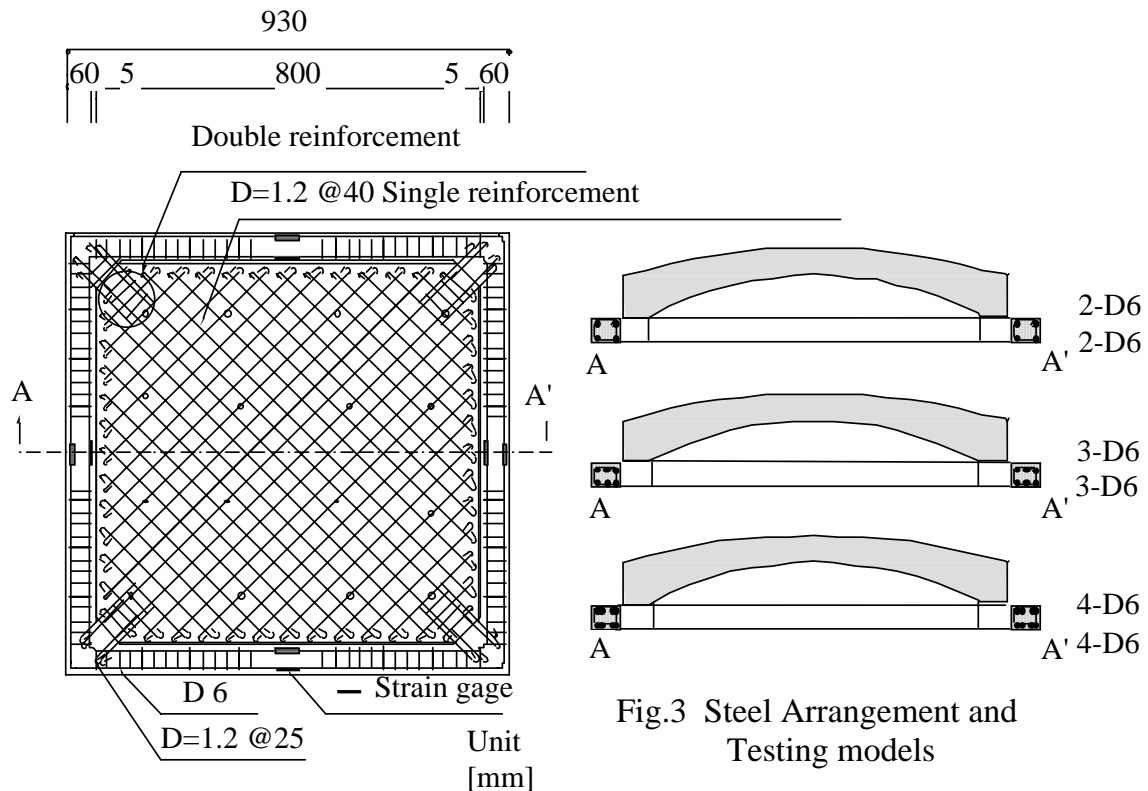 930
60 5 800 5 60
Double reinforcement
D=1.2 @40 Single reinforcement
A A'
D 6
Strain gage
D=1.2 @25
Unit
[mm]
2-D6
2-D6
A A'
3-D6
3-D6
A A'
4-D6
4-D6
A A'
Fig.3 Steel Arrangement and
Testing models